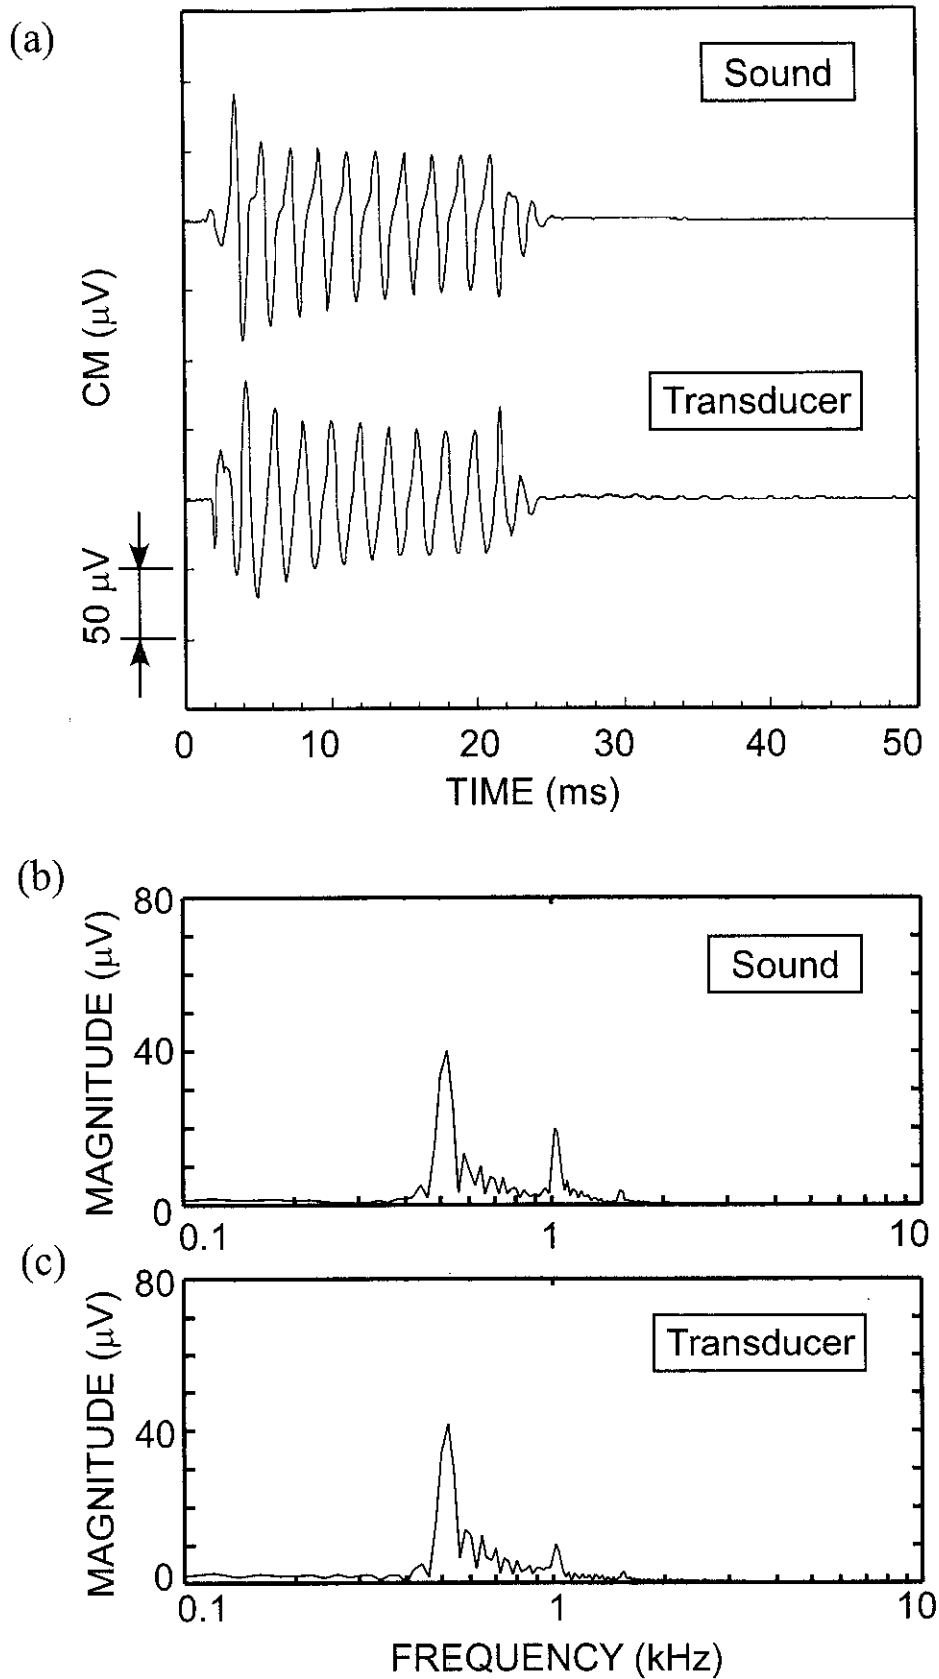 (a)
Sound
CM (μV)
Transducer
50 μV
0 10 20 30 40 50
TIME (ms)
(b)
80
Sound
MAGNITUDE (μV)
40
0
0.1 1 10
(c)
80
Transducer
MAGNITUDE (μV)
40
0
0.1 1 10
FREQUENCY (kHz)